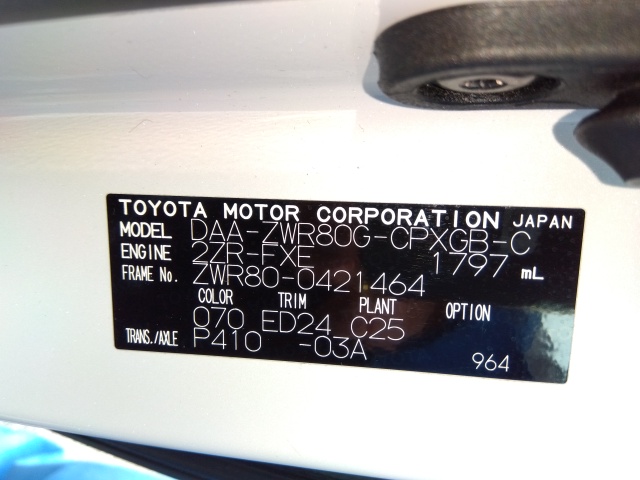 TOYOTA MOTOR CORPORATION JAPAN
MODEL DAA-ZWR80G-CPXGB-C
ENGINE 2ZR-FXE 1797 mL
FRAME No. ZWR80-0421464
COLOR TRIM PLANT OPTION
070 ED24 C25
TRANS./AXLE P410 -03A
964